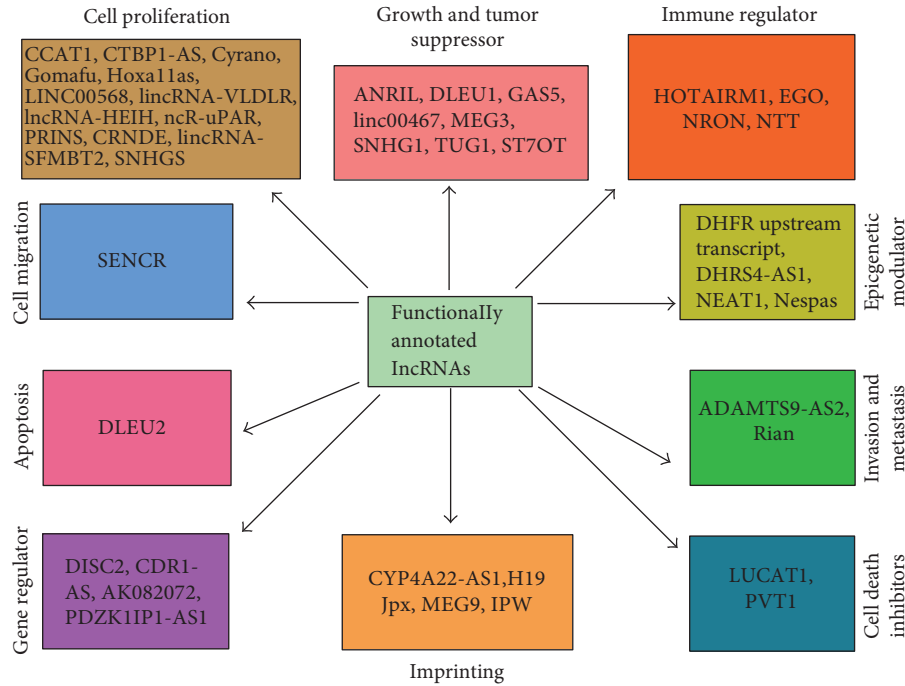 Cell proliferation
CCAT1, CTBP1-AS, Cyrano,
Gomafu, Hoxa11as,
LINC00568, lincRNA-VLDLR,
lncRNA-HEIH, ncR-uPAR,
PRINS, CRNDE, lincRNA-
SFMBT2, SNHGS
Growth and tumor
suppressor
ANRIL, DLEU1, GAS5,
linc00467, MEG3,
SNHG1, TUG1, ST7OT
Immune regulator
HOTAIRM1, EGO,
NRON, NTT
Cell migration
SENCR
DHFR upstream
transcript,
DHRS4-AS1,
NEAT1, Nespas
Epicgenetic
modulator
FunctionaIIy
annotated
IncRNAs
Apoptosis
DLEU2
ADAMTS9-AS2,
Rian
Invasion and
metastasis
Gene regulator
DISC2, CDR1-
AS, AK082072,
PDZK1IP1-AS1
CYP4A22-AS1,H19
Jpx, MEG9, IPW
Imprinting
LUCAT1,
PVT1
Cell death
inhibitors